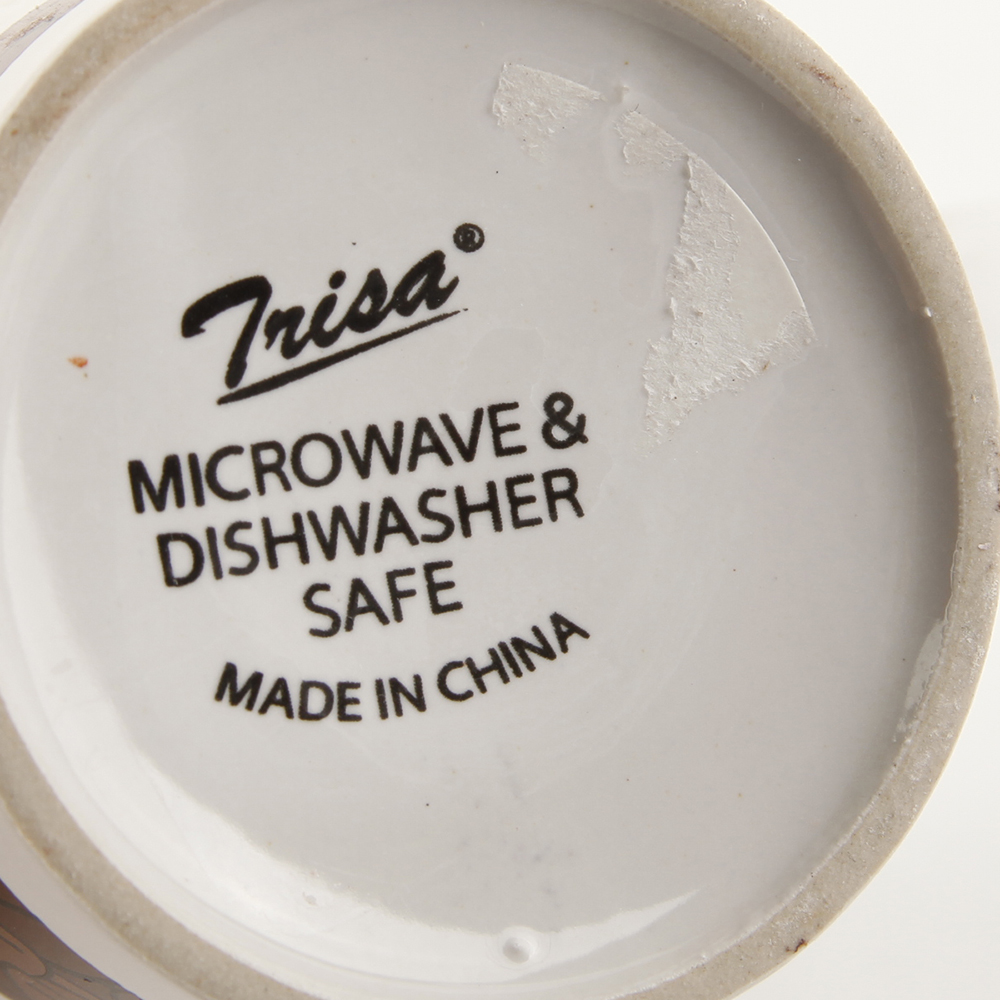 Trisa®
MICROWAVE &
DISHWASHER
SAFE
MADE IN CHINA